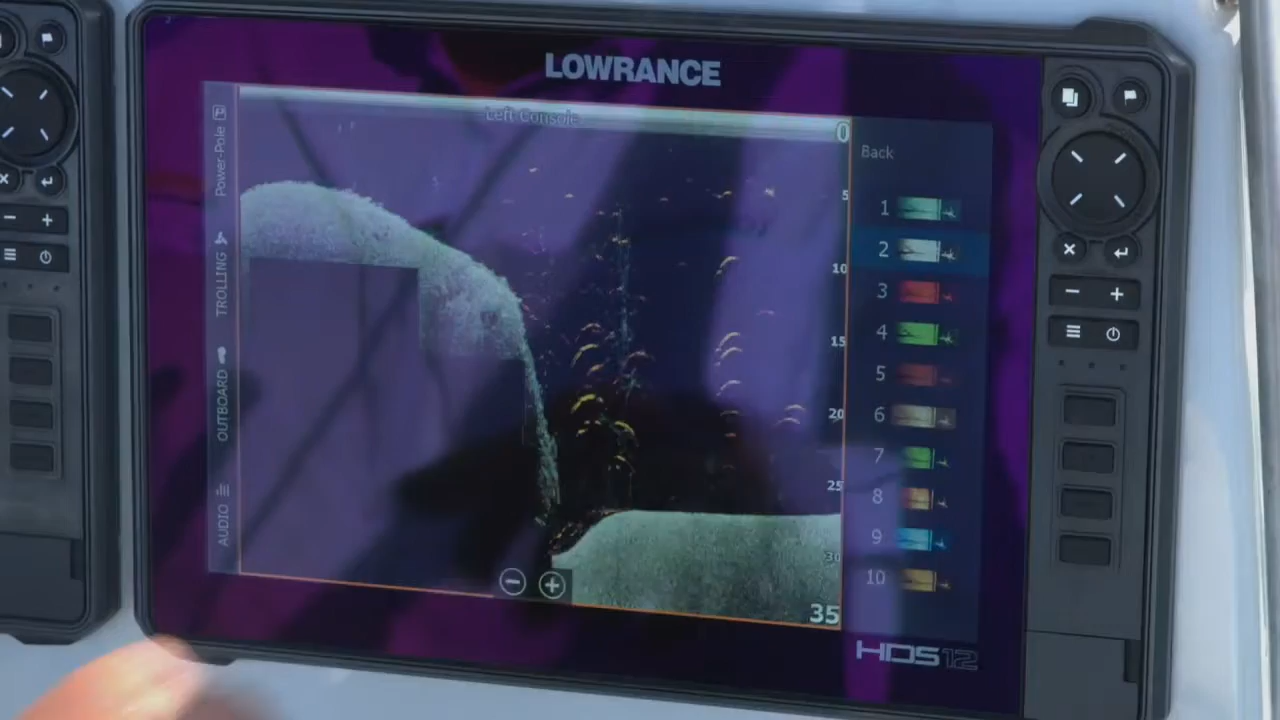 LOWRANCE
Left Console
Power-Pole
TROLLING
OUTBOARD
AUDIO
0
5
10
15
20
25
30
35
Back
1
2
3
4
5
6
7
8
9
10
HDS12